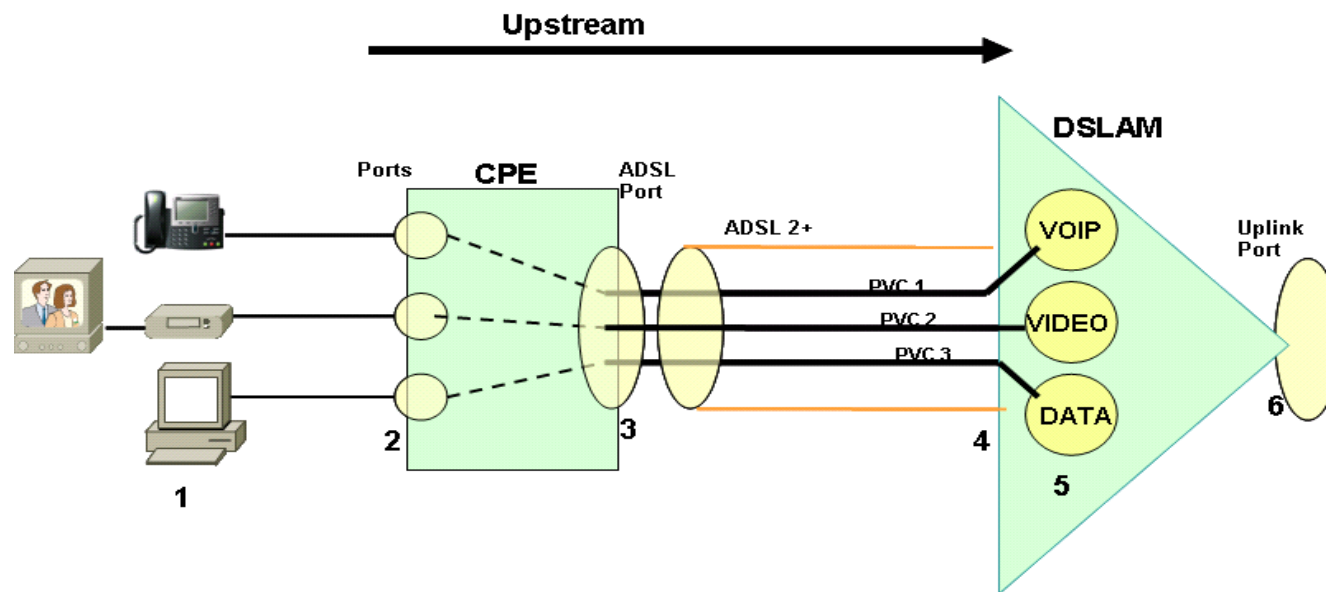 Upstream
DSLAM
Ports
CPE
ADSL
Port
ADSL 2+
VOIP
Uplink
Port
PVC 1
PVC 2
VIDEO
PVC 3
DATA
1
2
3
4
5
6